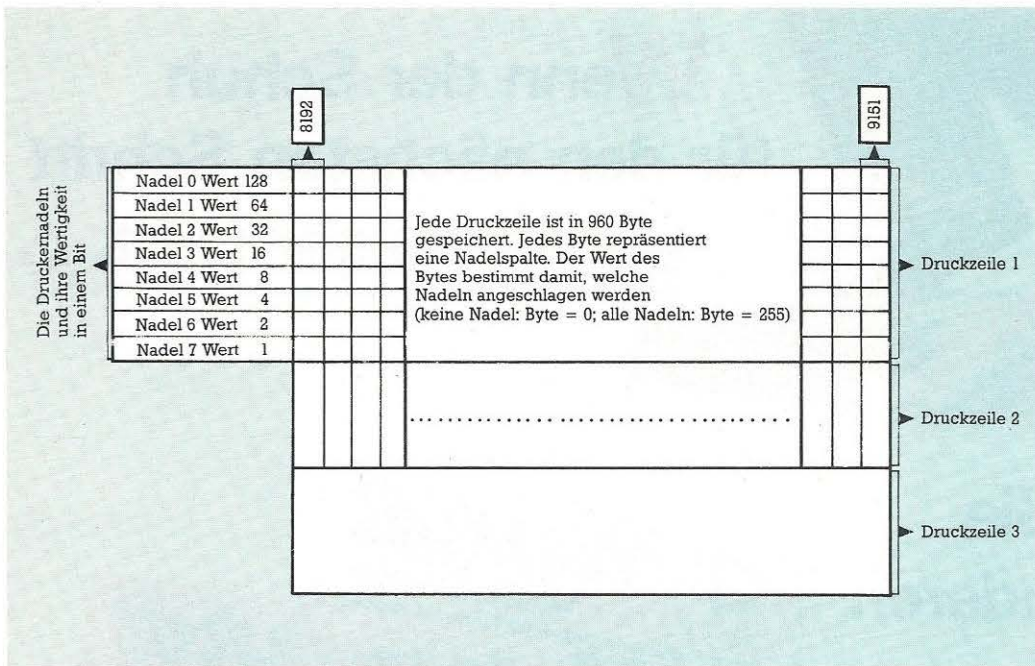 8192
9151
Die Druckernadeln
und ihre Wertigkeit
in einem Bit
Nadel 0 Wert 128
Nadel 1 Wert 64
Nadel 2 Wert 32
Nadel 3 Wert 16
Nadel 4 Wert 8
Nadel 5 Wert 4
Nadel 6 Wert 2
Nadel 7 Wert 1
Jede Druckzeile ist in 960 Byte
gespeichert. Jedes Byte repräsentiert
eine Nadelspalte. Der Wert des
Bytes bestimmt damit, welche
Nadeln angeschlagen werden
(keine Nadel: Byte = 0; alle Nadeln: Byte = 255)
Druckzeile 1
Druckzeile 2
Druckzeile 3